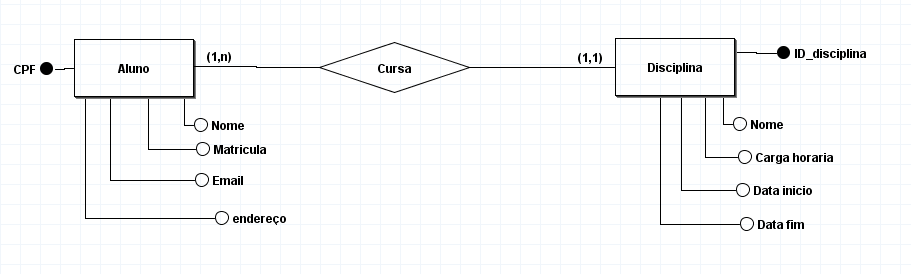 CPF
Aluno
(1,n)
Cursa
(1,1)
Disciplina
ID_disciplina
Nome
Matricula
Email
endereço
Nome
Carga horaria
Data inicio
Data fim